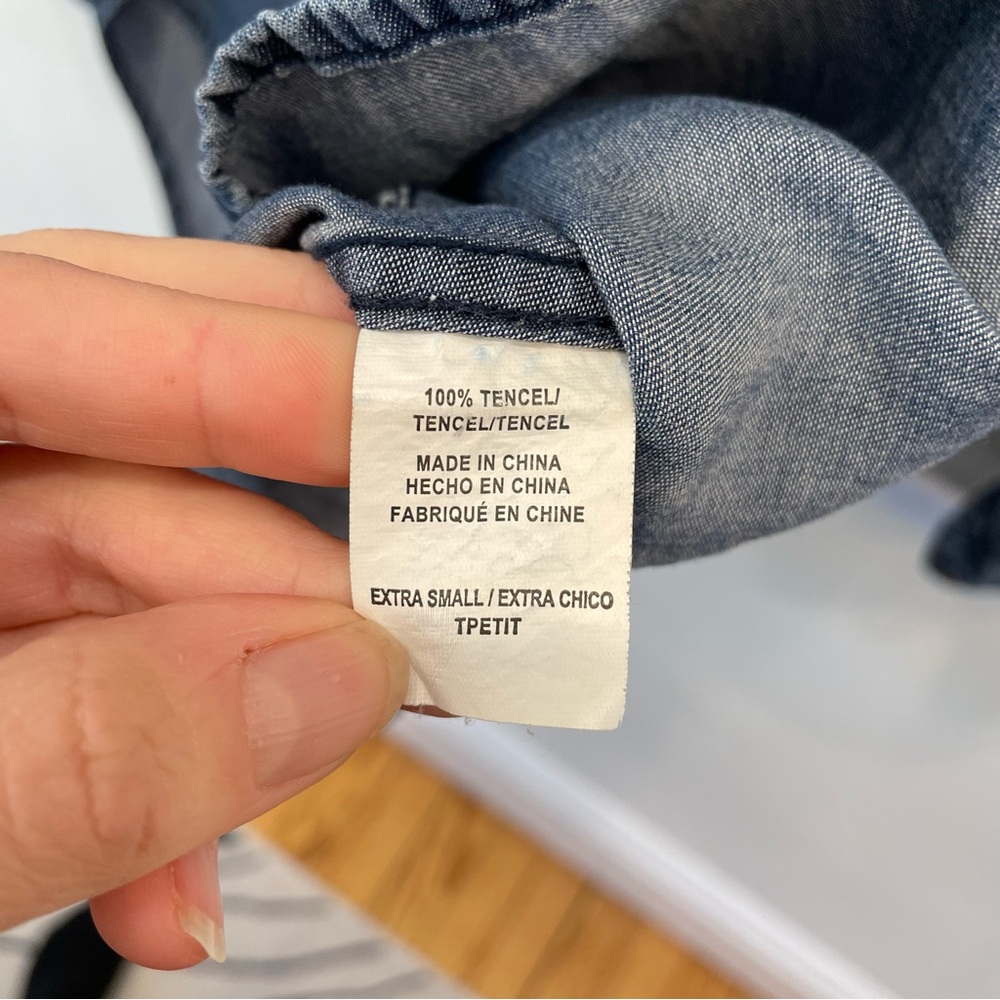 100% TENCEL/
TENCEL/TENCEL
MADE IN CHINA
HECHO EN CHINA
FABRIQUÉ EN CHINE
EXTRA SMALL / EXTRA CHICO
TPETIT